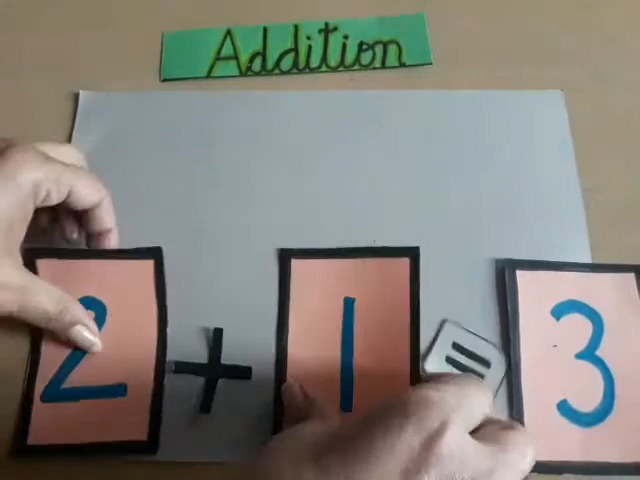 Addition
2 + 1 = 3